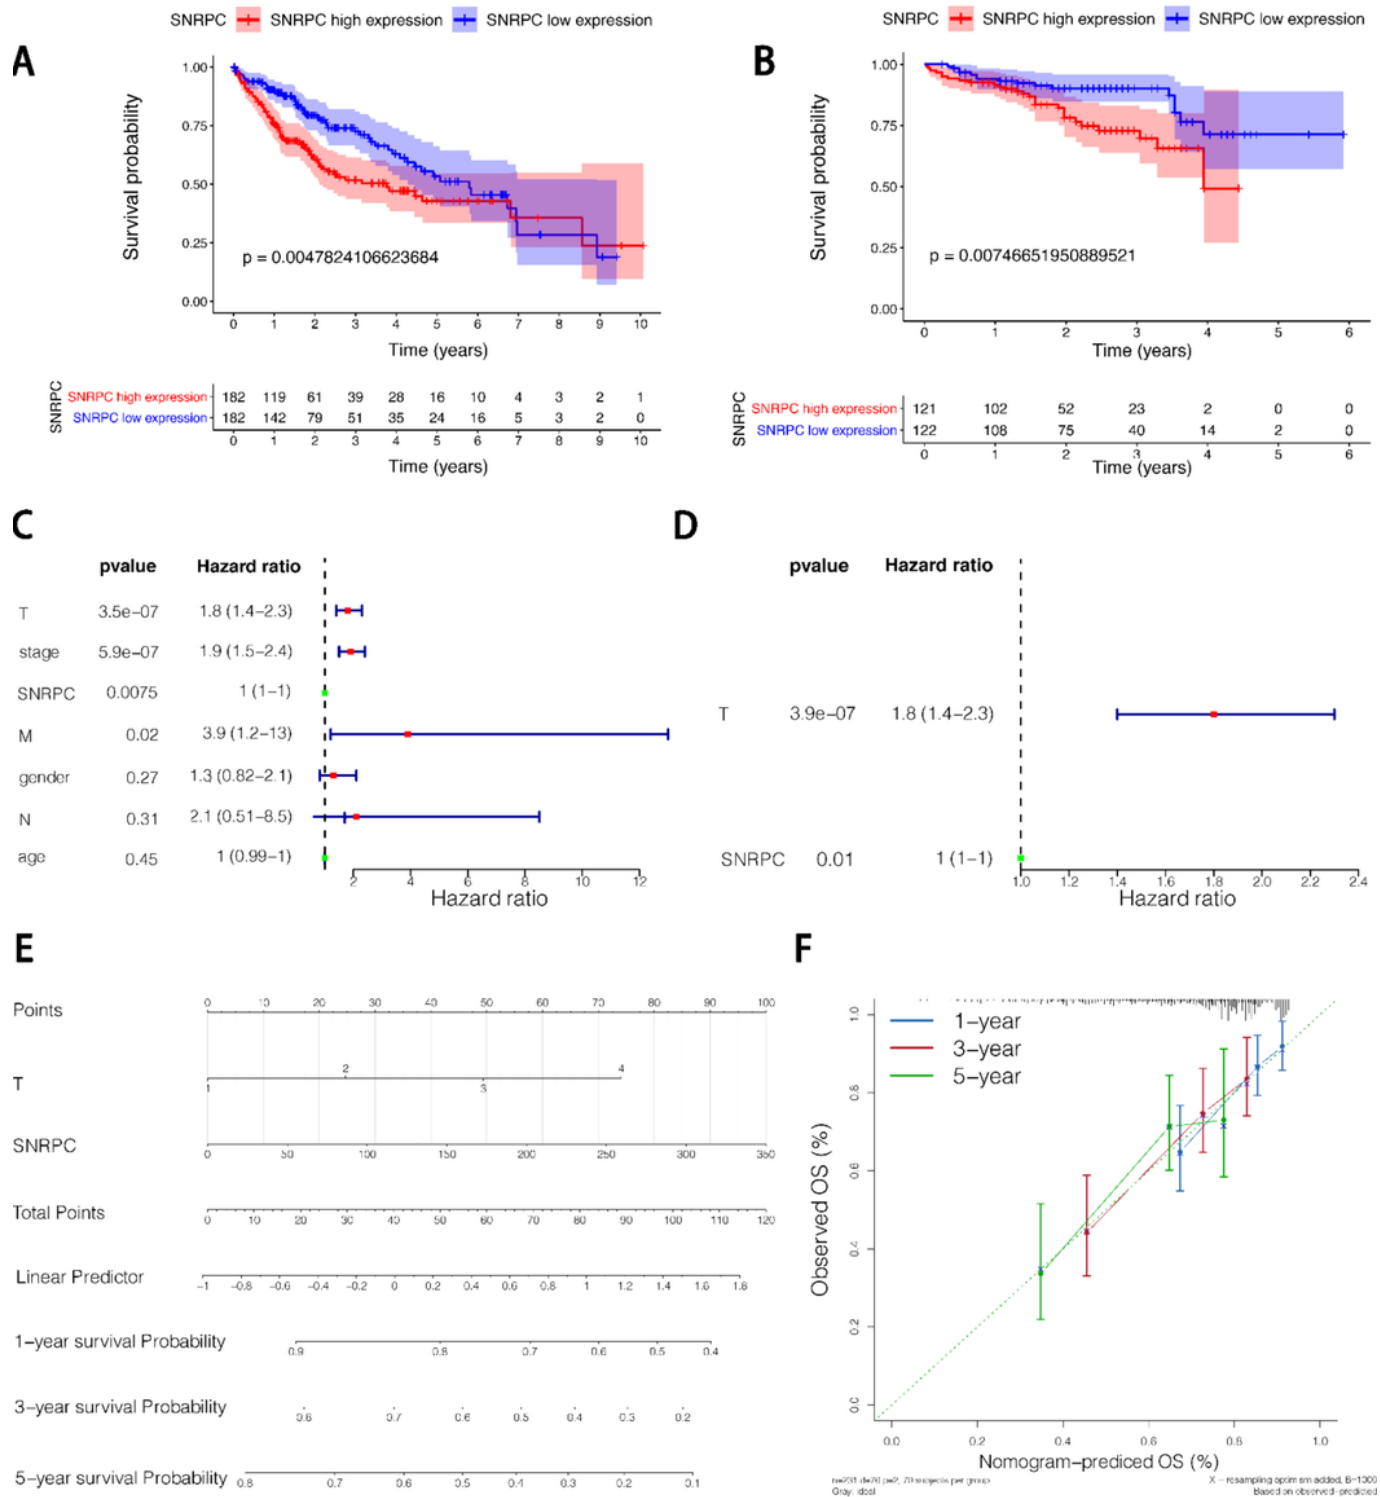 SNRPC SNRPC high expression SNRPC low expression
A
Survival probability
1.00
0.75
0.50
0.25
0.00
p = 0.0047824106623684
0 1 2 3 4 5 6 7 8 9 10
Time (years)
SNRPC
SNRPC high expression 182 119 61 39 28 16 10 4 3 2 1
SNRPC low expression 182 142 79 51 35 24 16 5 3 2 0
0 1 2 3 4 5 6 7 8 9 10
Time (years)
SNRPC SNRPC high expression SNRPC low expression
B
Survival probability
1.00
0.75
0.50
0.25
0.00
p = 0.00746651950889521
0 1 2 3 4 5 6
Time (years)
SNRPC
SNRPC high expression 121 102 52 23 2 0 0
SNRPC low expression 122 108 75 40 14 2 0
0 1 2 3 4 5 6
Time (years)
C
pvalue Hazard ratio
T 3.5e−07 1.8 (1.4−2.3)
stage 5.9e−07 1.9 (1.5−2.4)
SNRPC 0.0075 1 (1−1)
M 0.02 3.9 (1.2−13)
gender 0.27 1.3 (0.82−2.1)
N 0.31 2.1 (0.51−8.5)
age 0.45 1 (0.99−1)
2 4 6 8 10 12
Hazard ratio
D
pvalue Hazard ratio
T 3.9e−07 1.8 (1.4−2.3)
SNRPC 0.01 1 (1−1)
1.0 1.2 1.4 1.6 1.8 2.0 2.2 2.4
Hazard ratio
E
Points 0 10 20 30 40 50 60 70 80 90 100
T 1 2 3 4
SNRPC 0 50 100 150 200 250 300 350
Total Points 0 10 20 30 40 50 60 70 80 90 100 110 120
Linear Predictor −1 −0.8 −0.6 −0.4 −0.2 0 0.2 0.4 0.6 0.8 1 1.2 1.4 1.6 1.8
1−year survival Probability 0.9 0.8 0.7 0.6 0.5 0.4
3−year survival Probability 0.8 0.7 0.6 0.5 0.4 0.3 0.2
5−year survival Probability 0.8 0.7 0.6 0.5 0.4 0.3 0.2 0.1
F
1−year
3−year
5−year
Observed OS (%)
1.0
0.8
0.6
0.4
0.2
0.0
0.0 0.2 0.4 0.6 0.8 1.0
Nomogram−prediced OS (%)
n=231 d=76 p=2, 70 subjects per group
Gray: ideal
X − resampling optimism added, B=1000
Based on observed−predicted